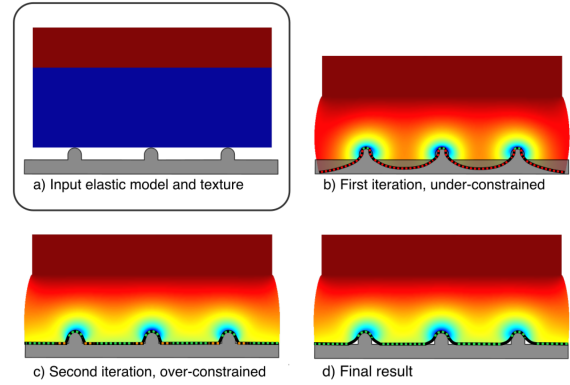 a) Input elastic model and texture
b) First iteration, under-constrained
c) Second iteration, over-constrained
d) Final result